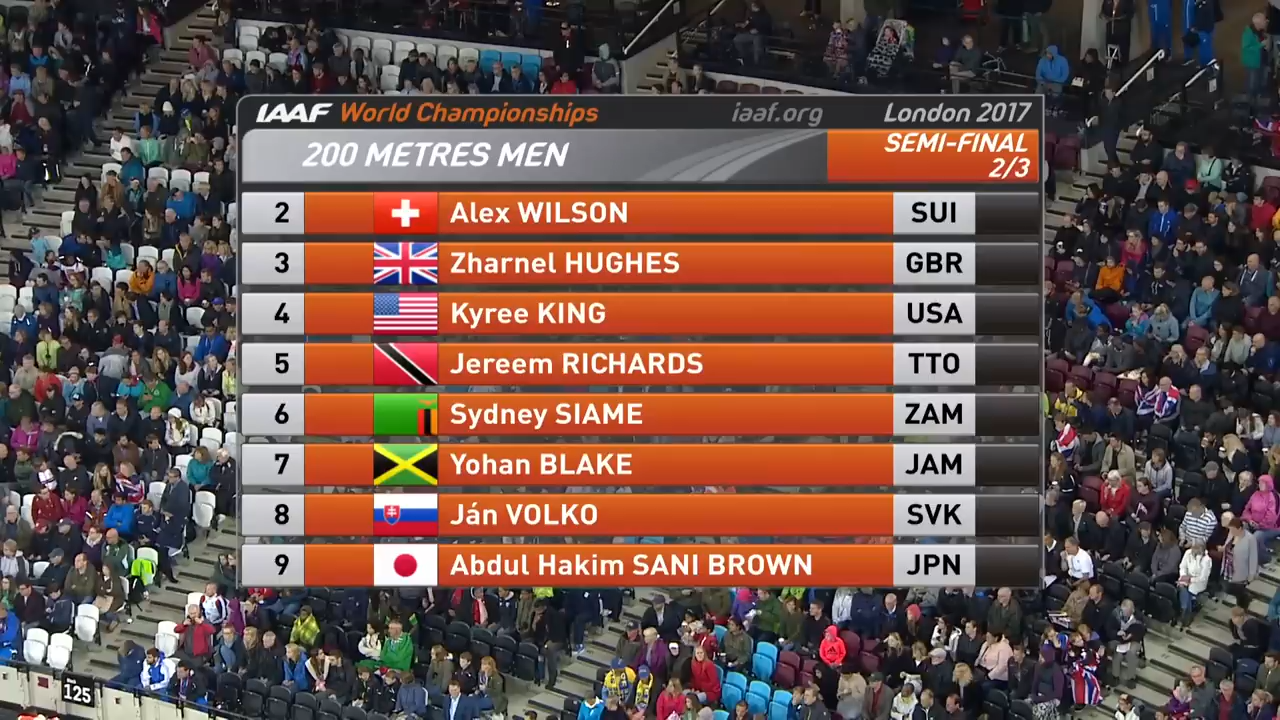 IAAF World Championships iaaf.org London 2017
200 METRES MEN SEMI-FINAL
2/3
2 Alex WILSON SUI
3 Zharnel HUGHES GBR
4 Kyree KING USA
5 Jereem RICHARDS TTO
6 Sydney SIAME ZAM
7 Yohan BLAKE JAM
8 Ján VOLKO SVK
9 Abdul Hakim SANI BROWN JPN
125